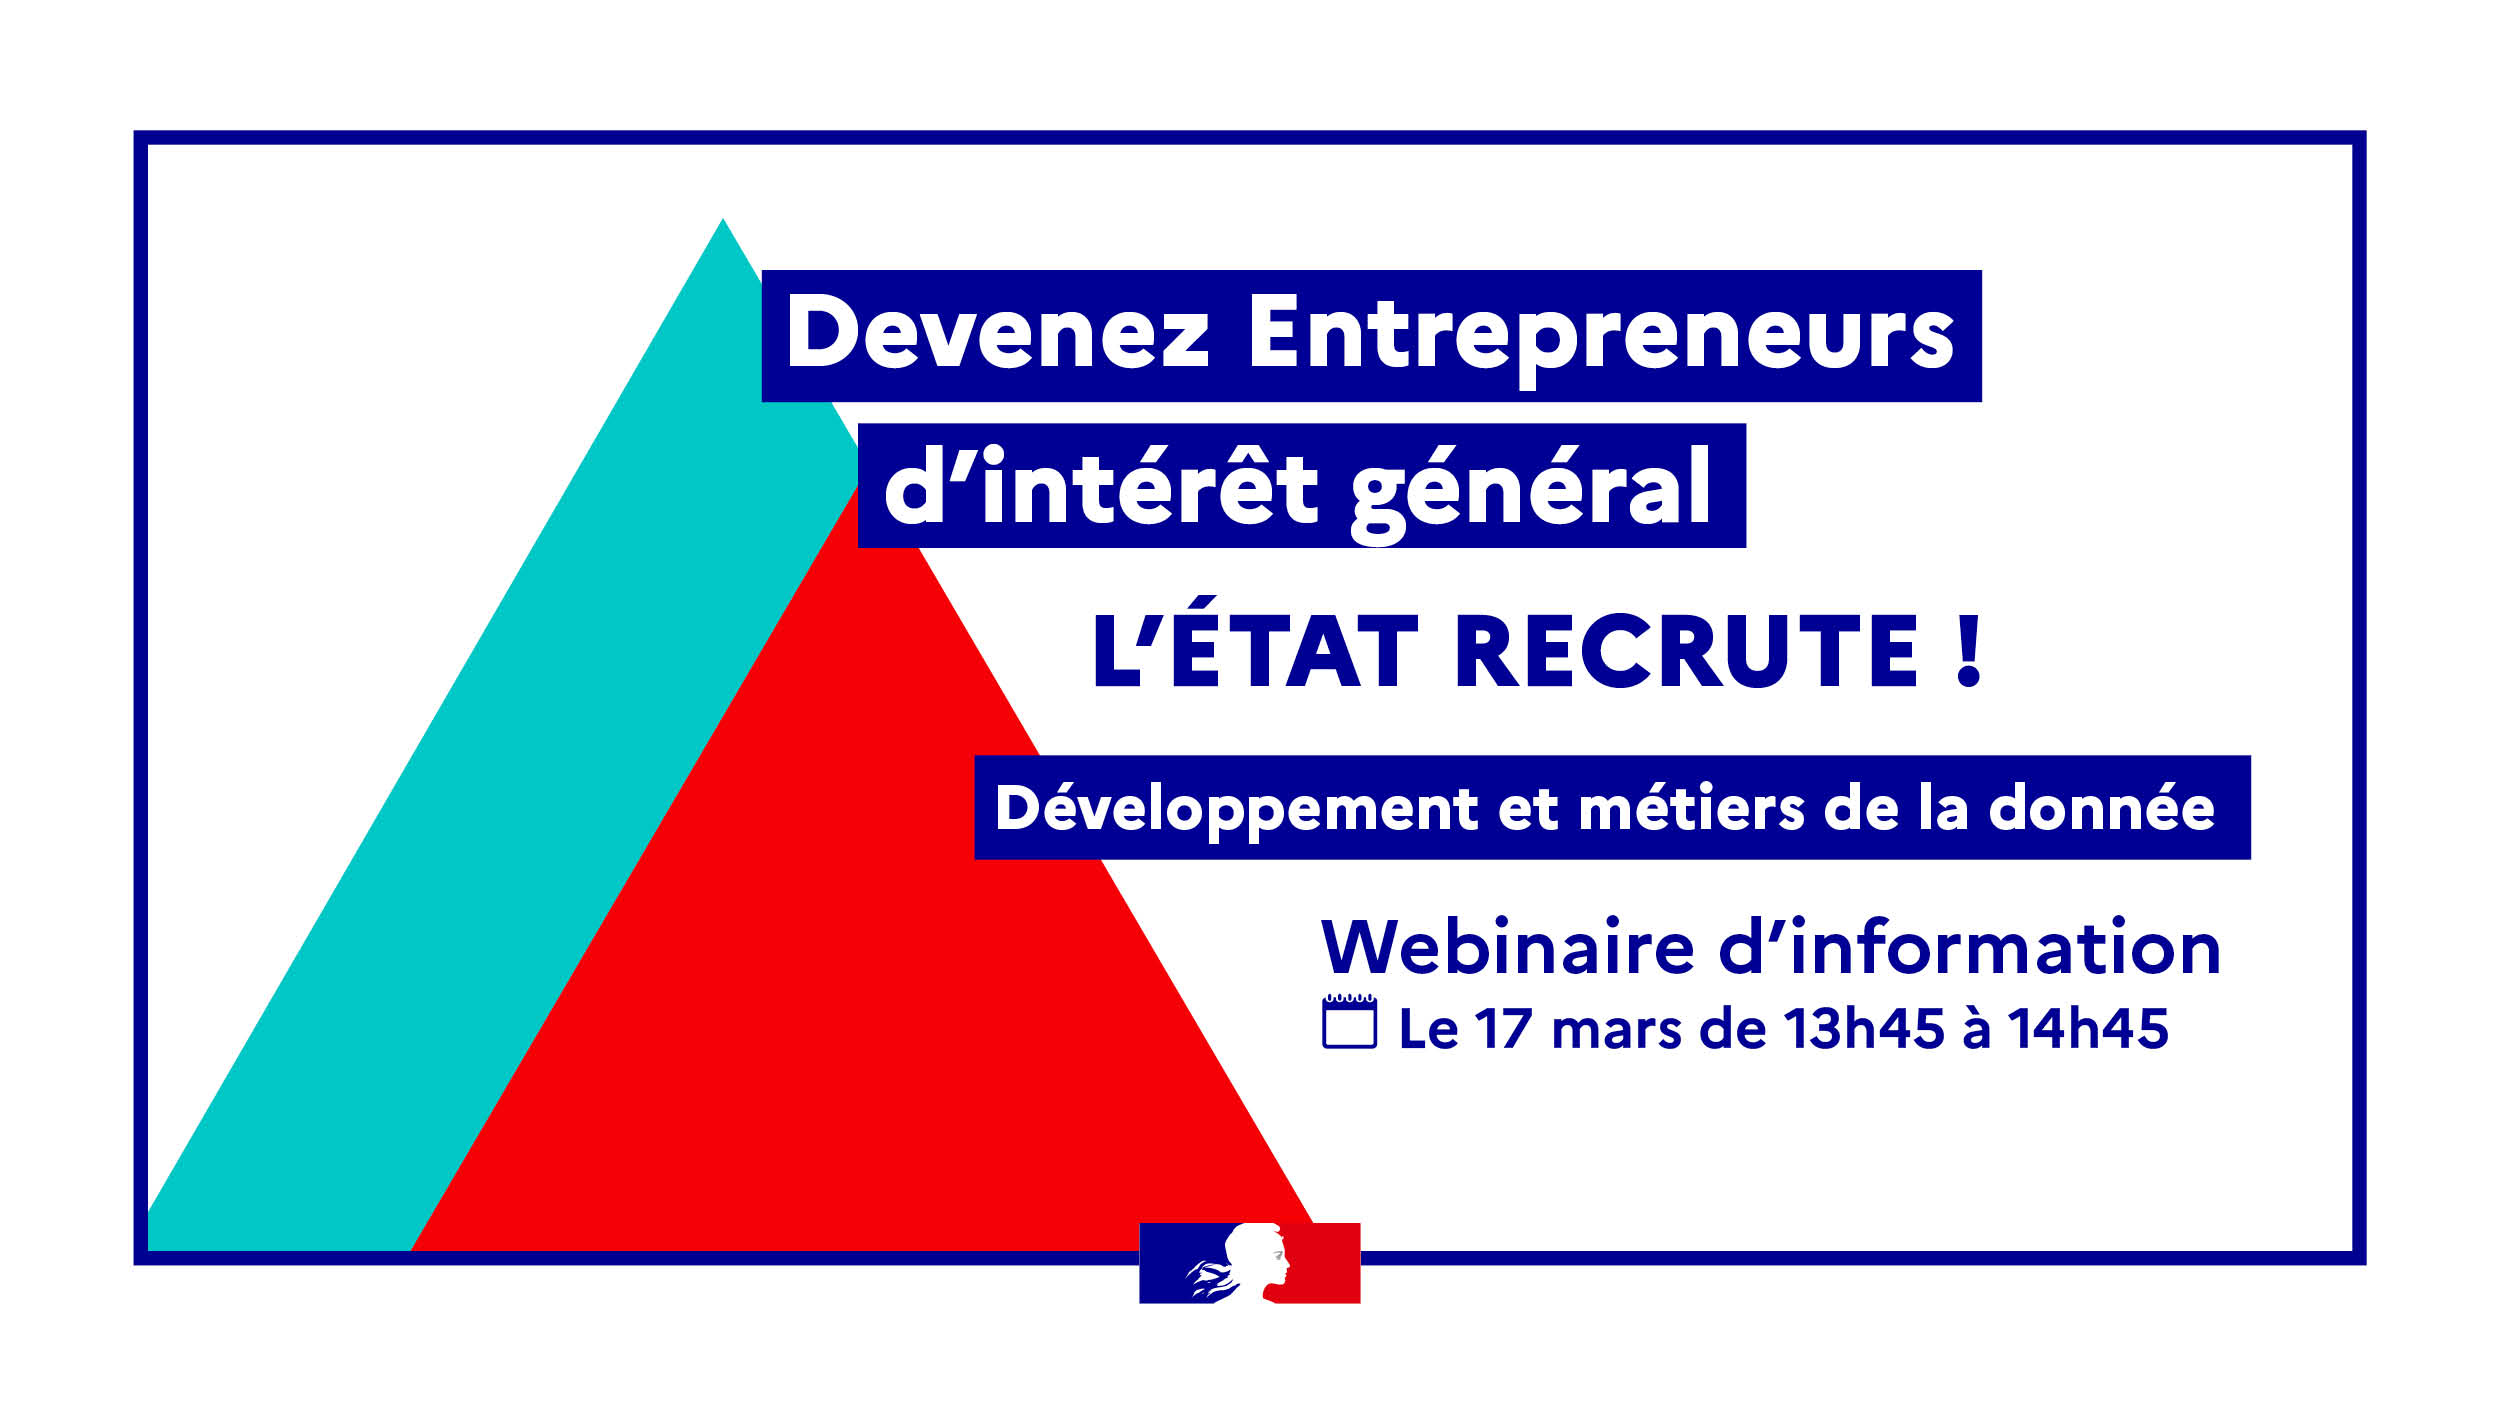 Devenez Entrepreneurs
d’intérêt général
L’ÉTAT RECRUTE !
Développement et métiers de la donnée
Webinaire d’information
Le 17 mars de 13h45 à 14h45